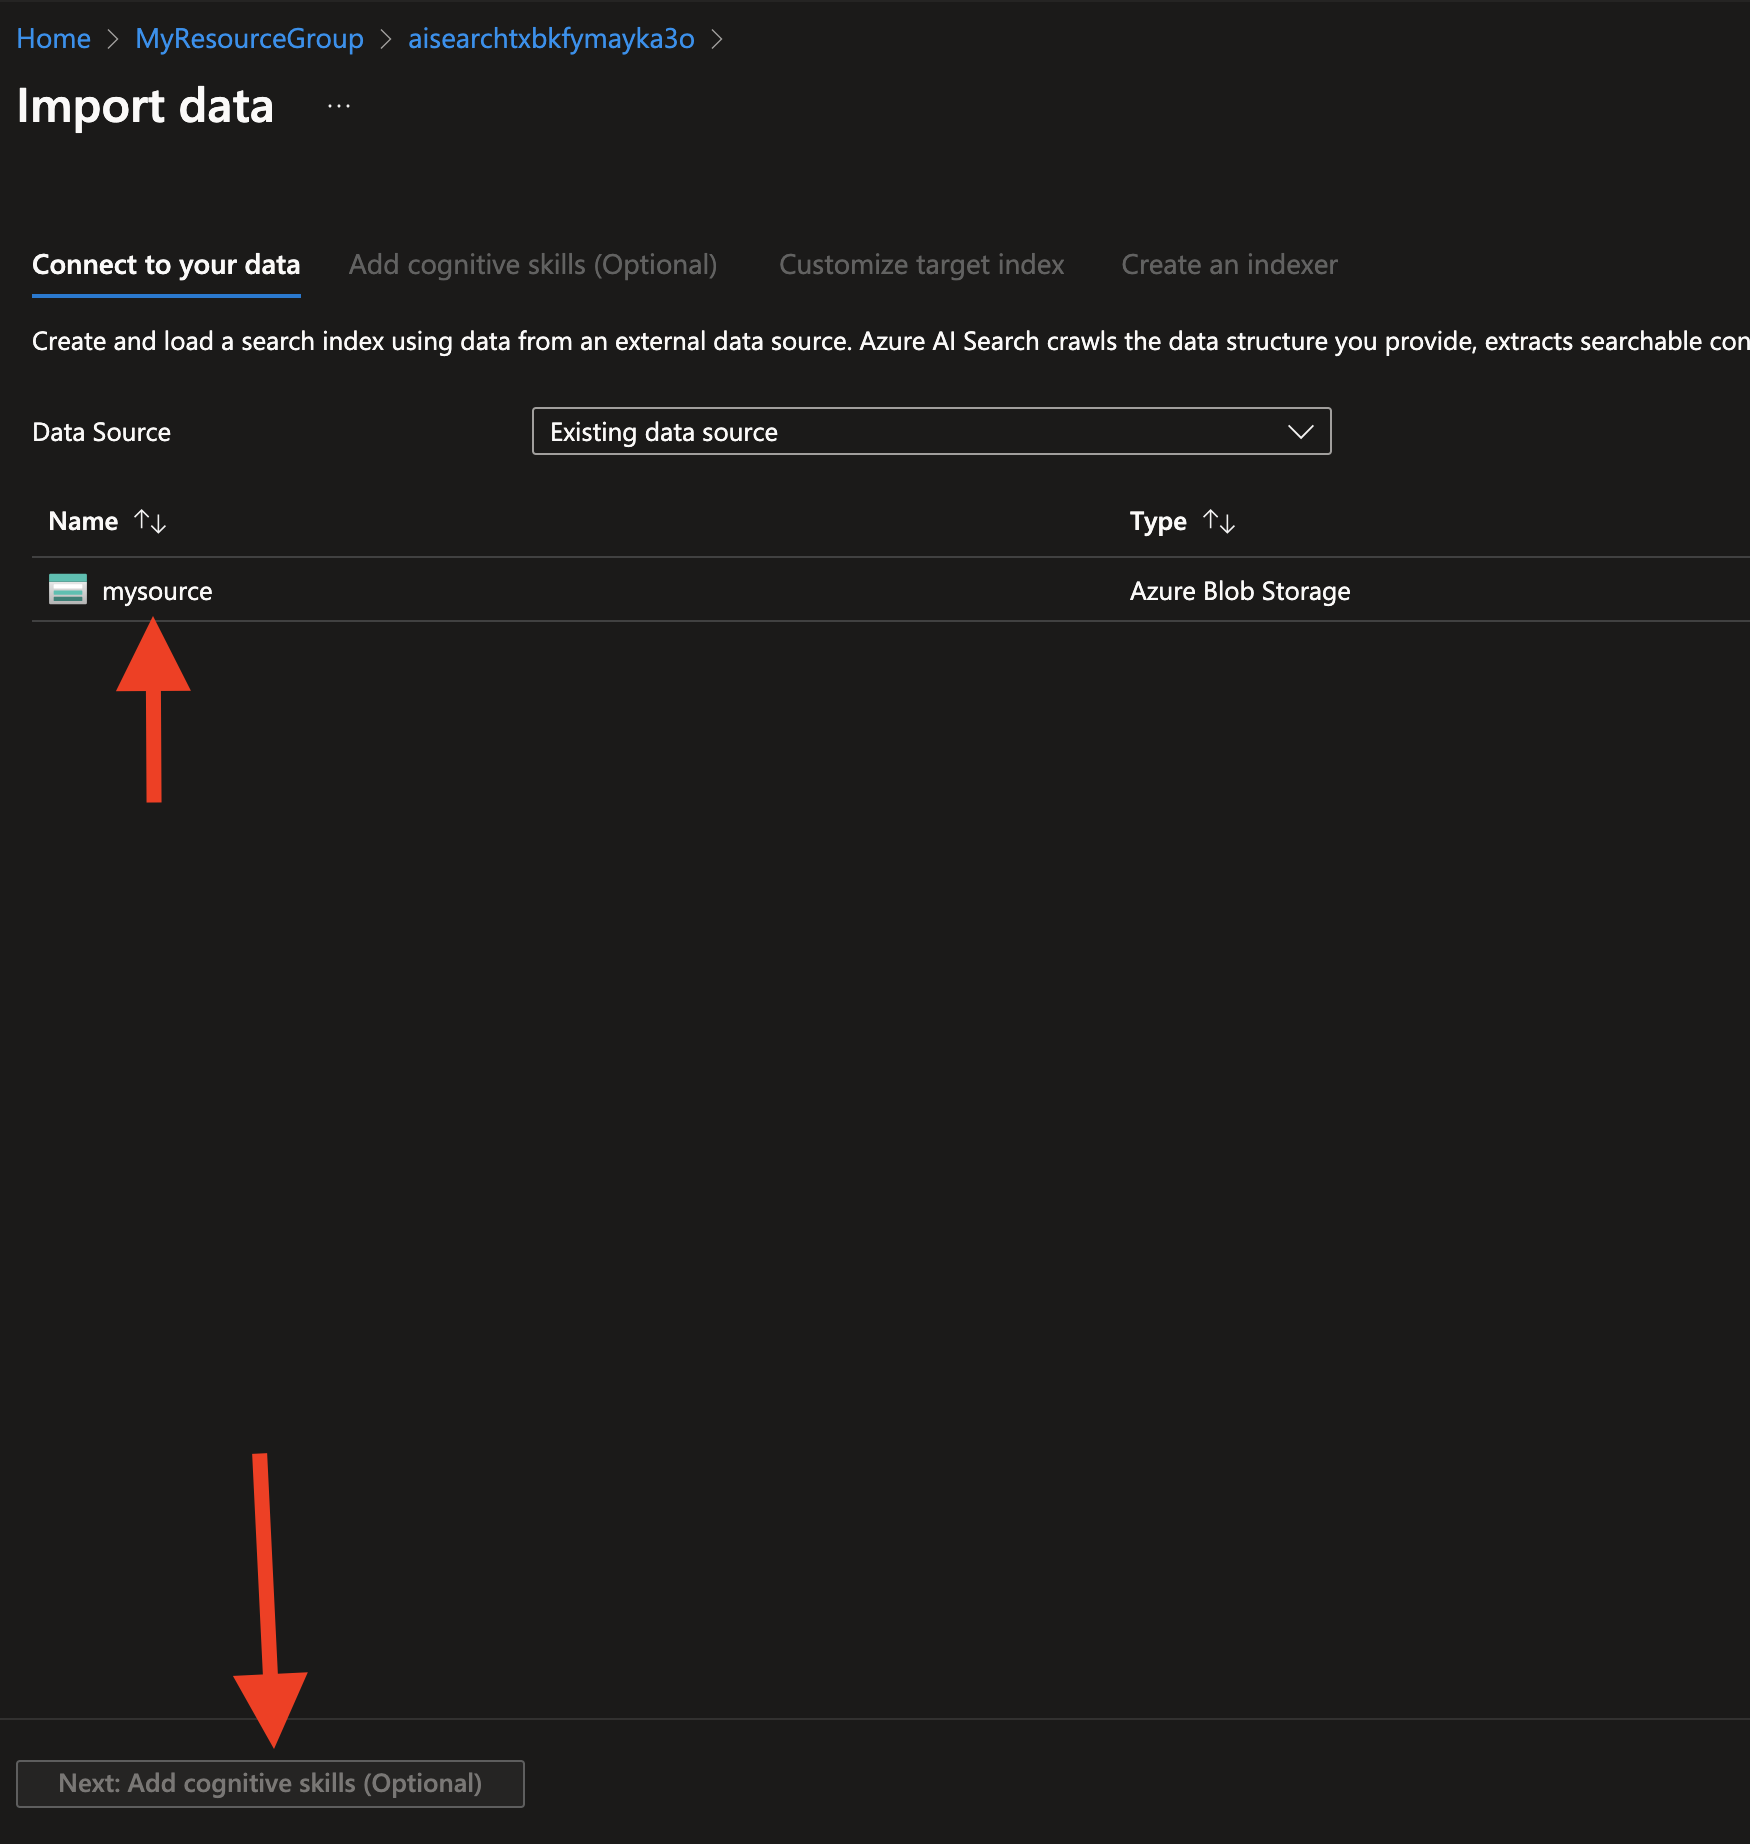 Home > MyResourceGroup > aisearchtxbkfymayka3o >
Import data ...
Connect to your data Add cognitive skills (Optional) Customize target index Create an indexer
Create and load a search index using data from an external data source. Azure AI Search crawls the data structure you provide, extracts searchable con
Data Source Existing data source
Name ↑↓ Type ↑↓
mysource Azure Blob Storage
Next: Add cognitive skills (Optional)